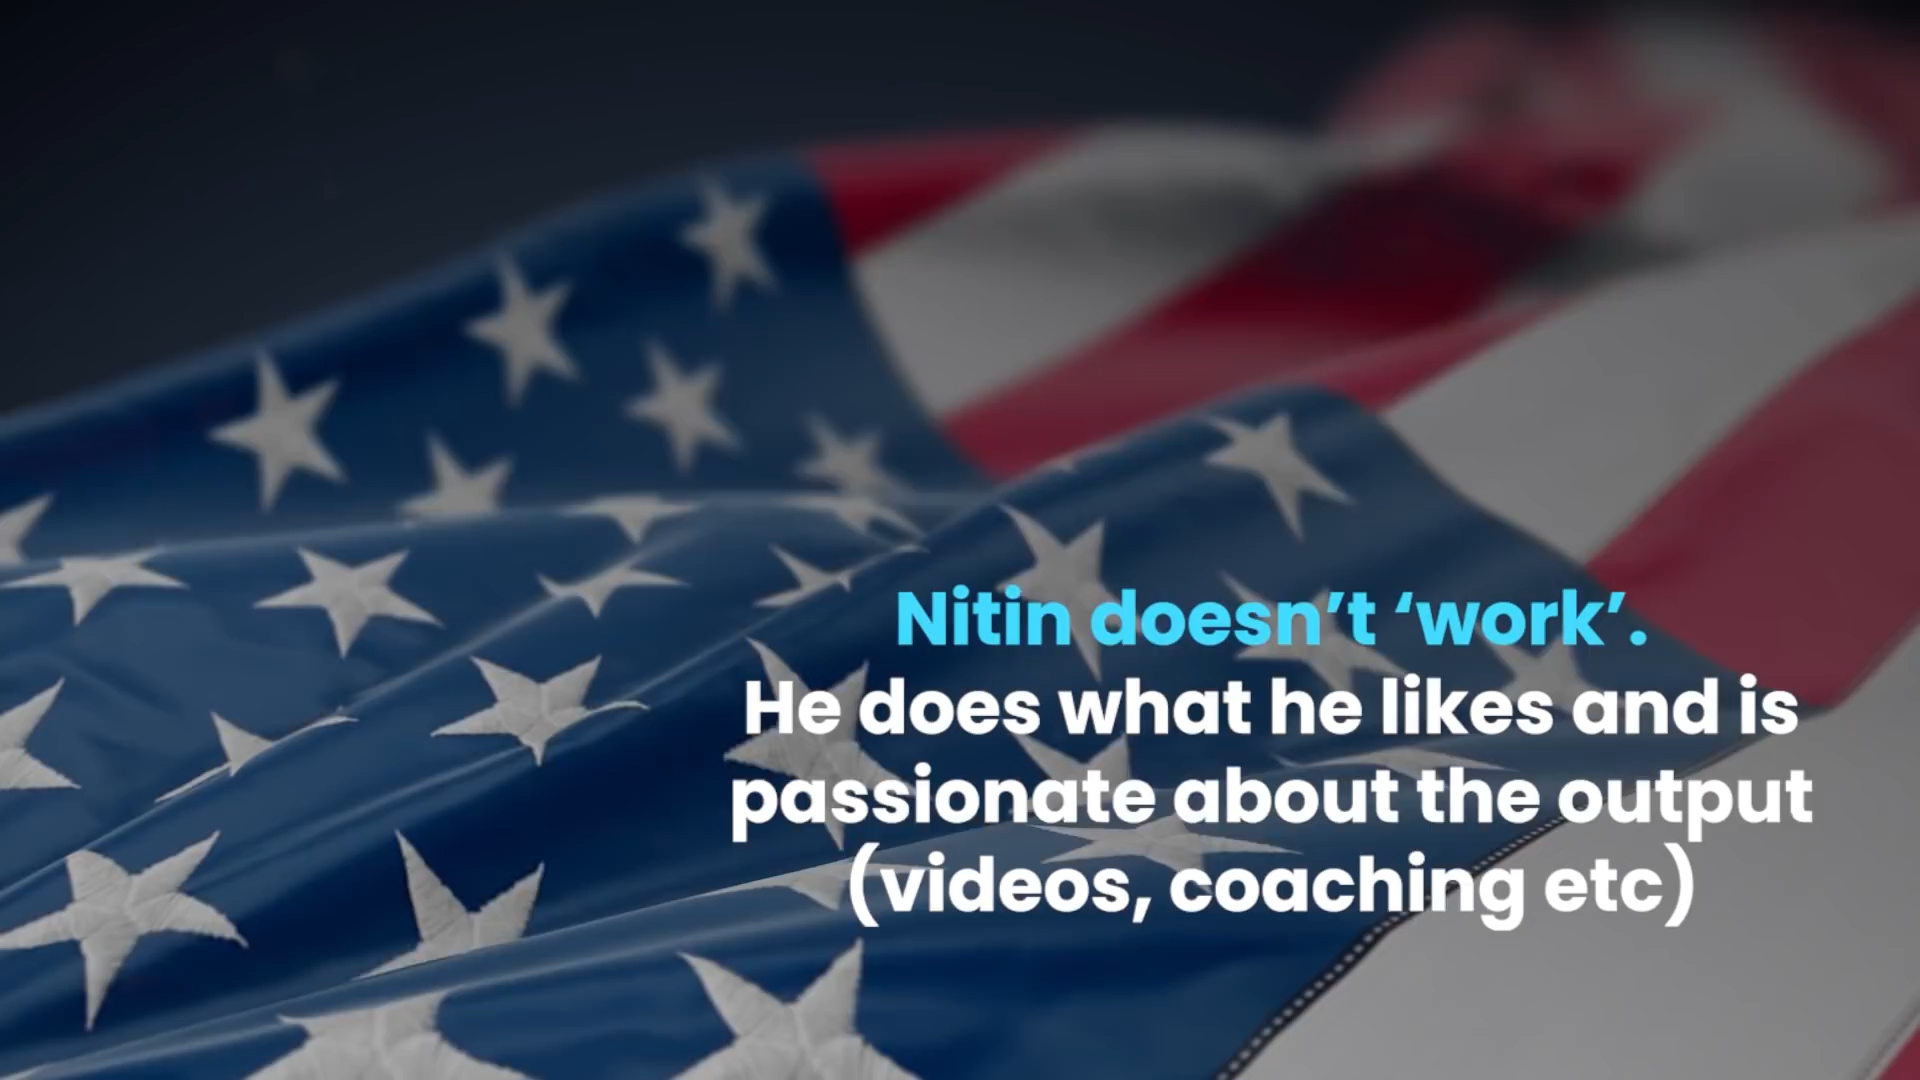 Nitin doesn’t ‘work’.
He does what he likes and is
passionate about the output
(videos, coaching etc)